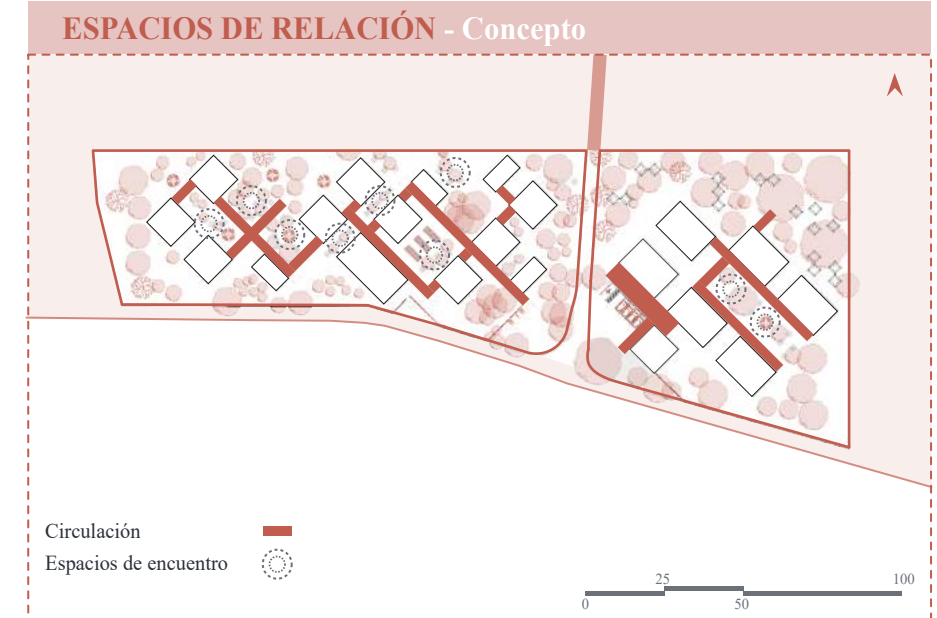 ESPACIOS DE RELACIÓN - Concepto
Circulación
Espacios de encuentro
25 100
0 50